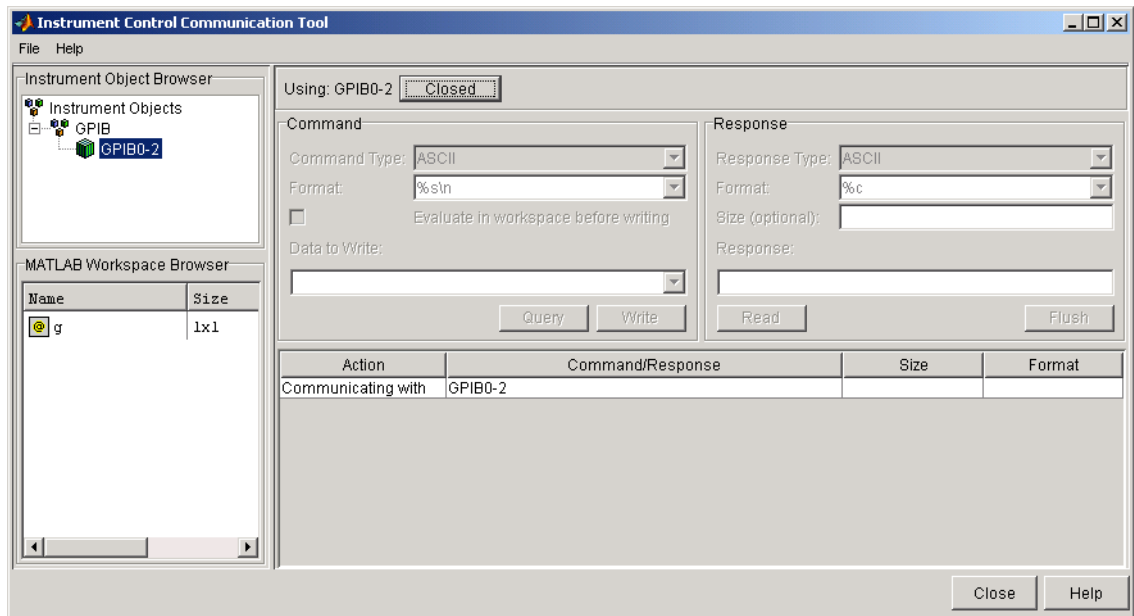 Instrument Control Communication Tool
File Help
Instrument Object Browser
Instrument Objects
GPIB
GPIB0-2
MATLAB Workspace Browser
Name Size
@ g 1x1
Using: GPIB0-2 Closed
Command
Command Type: ASCII
Format: %s\n
Evaluate in workspace before writing
Data to Write:
Query Write
Response
Response Type: ASCII
Format: %c
Size (optional):
Response:
Read Flush
Action Command/Response Size Format
Communicating with GPIB0-2
Close Help